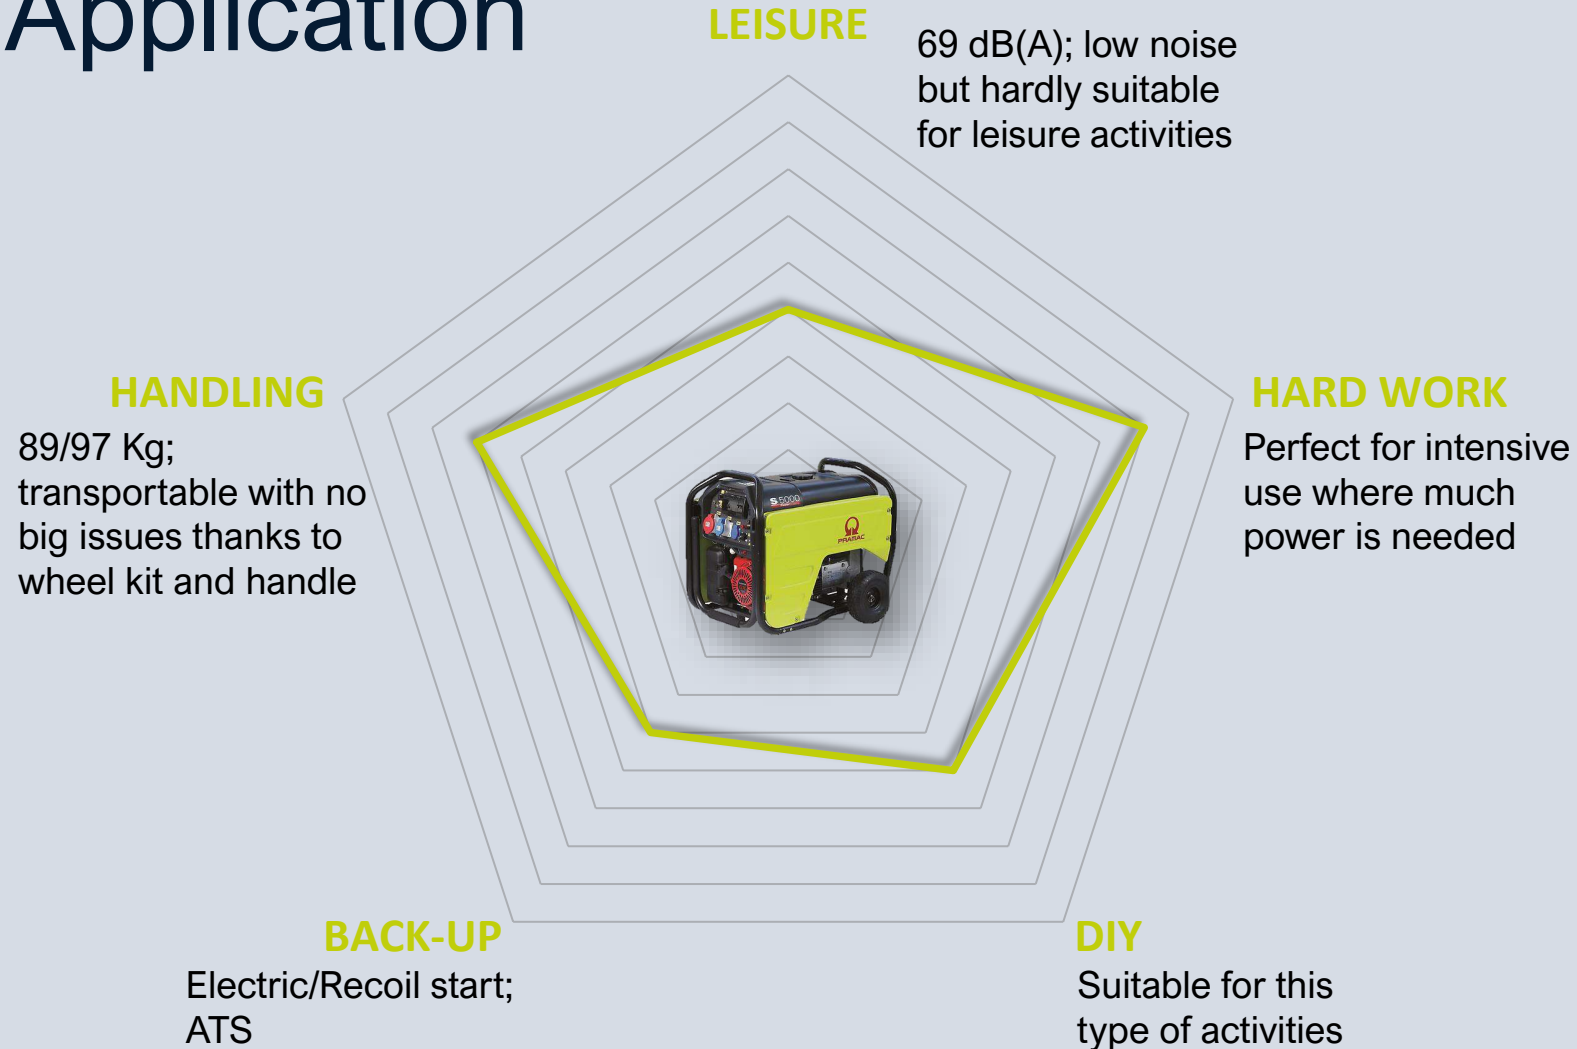 Application
LEISURE
69 dB(A); low noise
but hardly suitable
for leisure activities
HANDLING
89/97 Kg;
transportable with no
big issues thanks to
wheel kit and handle
HARD WORK
Perfect for intensive
use where much
power is needed
S 5000
PRAMAC
BACK-UP
Electric/Recoil start;
ATS
DIY
Suitable for this
type of activities